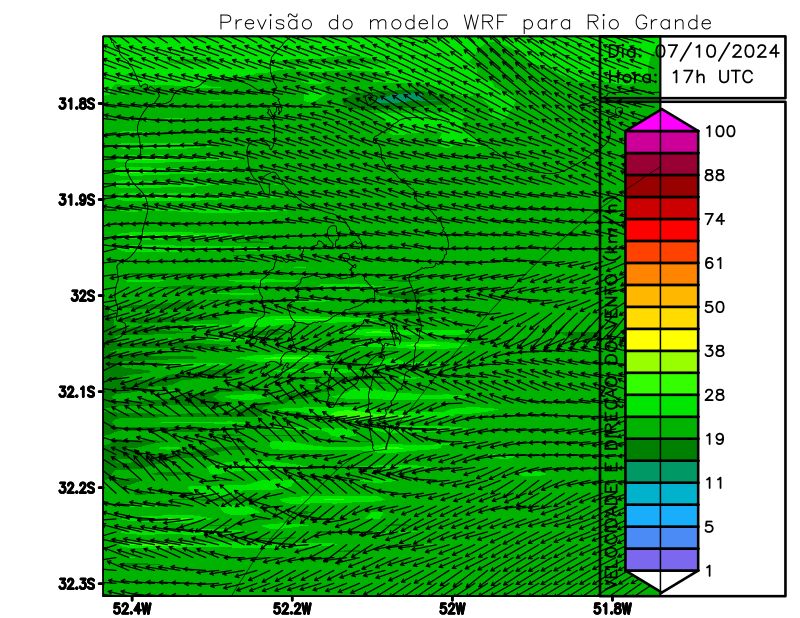 Previsão do modelo WRF para Rio Grande
Dia: 07/10/2024
Hora: 17h UTC
31.8S
31.9S
32S
32.1S
32.2S
32.3S
52.4W
52.2W
52W
51.8W
VELOCIDADE E DIREÇÃO DO VENTO (km/h)
100
88
74
61
50
38
28
19
11
5
1